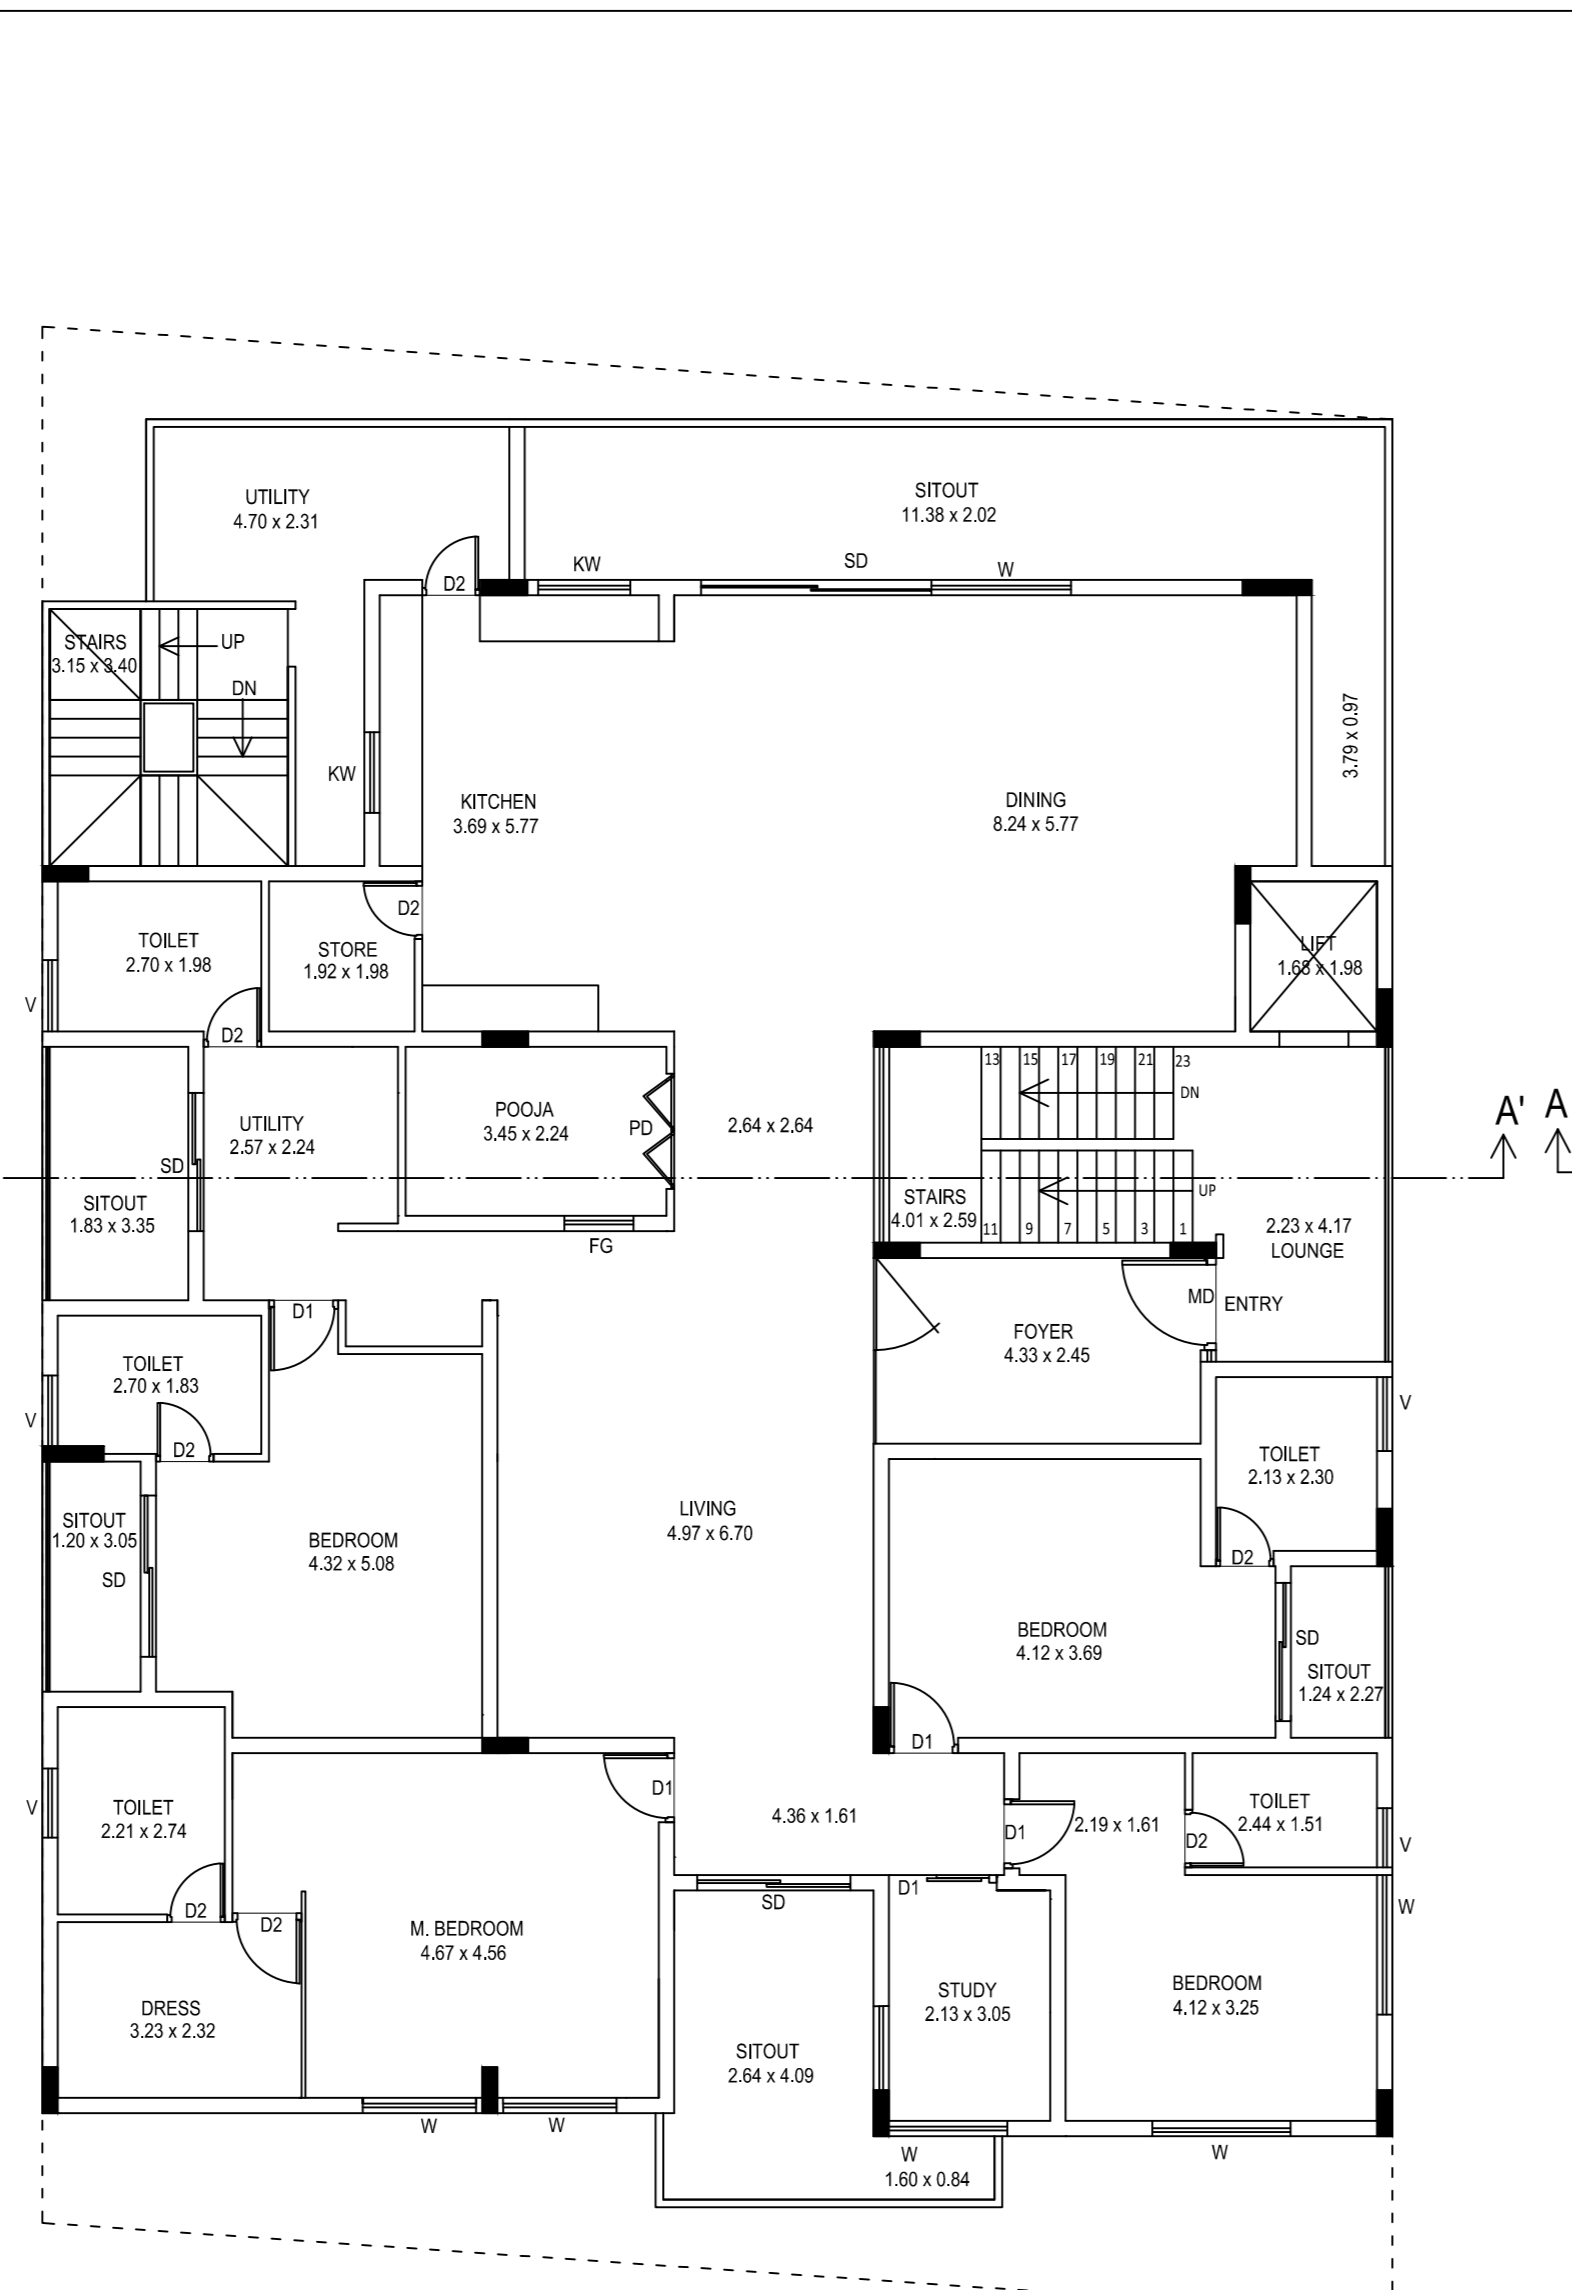 UTILITY
4.70 x 2.31
SITOUT
11.38 x 2.02
KW
SD
W
D2
STAIRS
3.15 x 3.40
UP
DN
KW
3.79 x 0.97
KITCHEN
3.69 x 5.77
DINING
8.24 x 5.77
D2
TOILET
2.70 x 1.98
STORE
1.92 x 1.98
LIFT
1.68 x 1.98
V
D2
13 15 17 19 21 23
DN
UTILITY
2.57 x 2.24
POOJA
3.45 x 2.24
PD
2.64 x 2.64
A' A
SD
SITOUT
1.83 x 3.35
STAIRS
4.01 x 2.59
UP
11 9 7 5 3 1
2.23 x 4.17
LOUNGE
FG
MD
ENTRY
D1
FOYER
4.33 x 2.45
TOILET
2.70 x 1.83
V
V
D2
TOILET
2.13 x 2.30
SITOUT
1.20 x 3.05
SD
BEDROOM
4.32 x 5.08
LIVING
4.97 x 6.70
D2
BEDROOM
4.12 x 3.69
SD
SITOUT
1.24 x 2.27
D1
D1
V
TOILET
2.21 x 2.74
4.36 x 1.61
D1
2.19 x 1.61
D2
TOILET
2.44 x 1.51
V
D2
D2
M. BEDROOM
4.67 x 4.56
SD
D1
W
DRESS
3.23 x 2.32
STUDY
2.13 x 3.05
BEDROOM
4.12 x 3.25
SITOUT
2.64 x 4.09
W
W
W
W
1.60 x 0.84